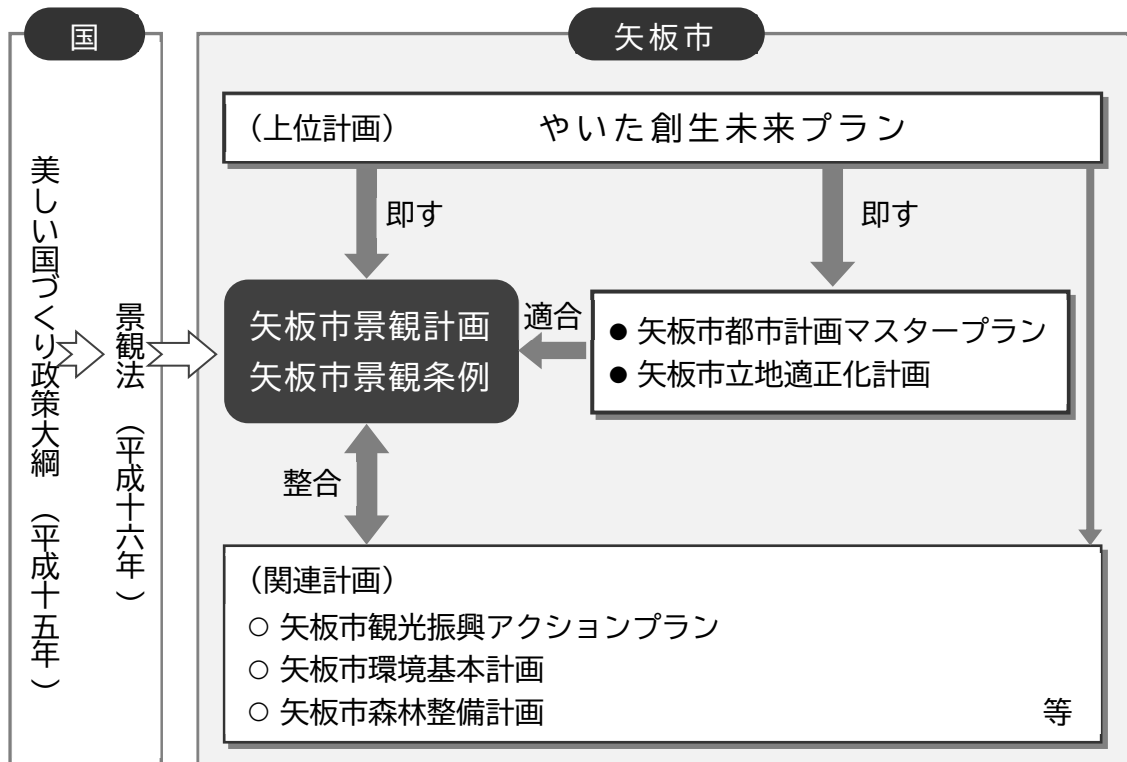 国
美しい国づくり政策大綱（平成十五年）
景観法（平成十六年）
矢板市
（上位計画） やいた創生未来プラン
即す
即す
矢板市景観計画
矢板市景観条例
適合
● 矢板市都市計画マスタープラン
● 矢板市立地適正化計画
整合
（関連計画）
○ 矢板市観光振興アクションプラン
○ 矢板市環境基本計画
○ 矢板市森林整備計画 等